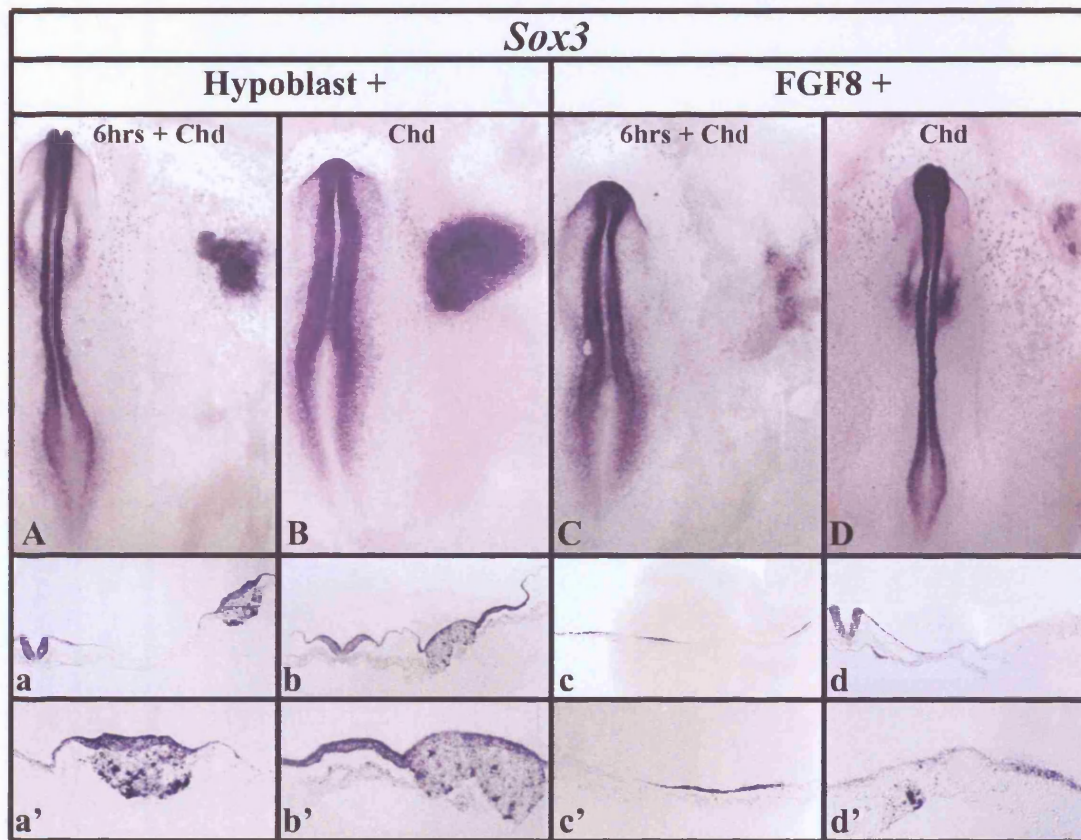 Sox3
Hypoblast + FGF8 +
6hrs + Chd Chd 6hrs + Chd Chd
A B C D
a b c d
a' b' c' d'